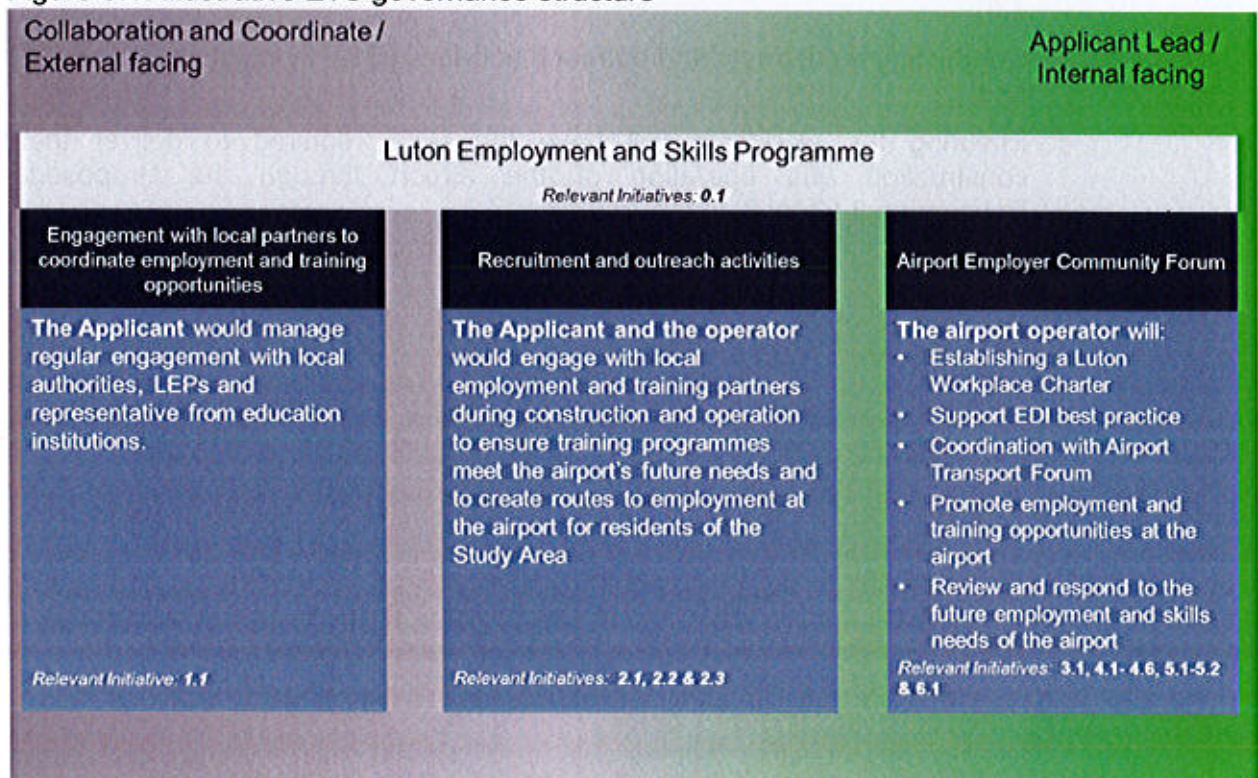 Collaboration and Coordinate /
External facing
Applicant Lead /
Internal facing
Luton Employment and Skills Programme
Relevant Initiatives: 0.1
Engagement with local partners to
coordinate employment and training
opportunities
The Applicant would manage
regular engagement with local
authorities, LEPs and
representative from education
institutions.
Relevant Initiative: 1.1
Recruitment and outreach activities
The Applicant and the operator
would engage with local
employment and training partners
during construction and operation
to ensure training programmes
meet the airport's future needs and
to create routes to employment at
the airport for residents of the
Study Area
Relevant Initiatives: 2.1, 2.2 & 2.3
Airport Employer Community Forum
The airport operator will:
• Establishing a Luton
Workplace Charter
• Support EDI best practice
• Coordination with Airport
Transport Forum
• Promote employment and
training opportunities at the
airport
• Review and respond to the
future employment and skills
needs of the airport
Relevant Initiatives: 3.1, 4.1- 4.6, 5.1-5.2
& 6.1